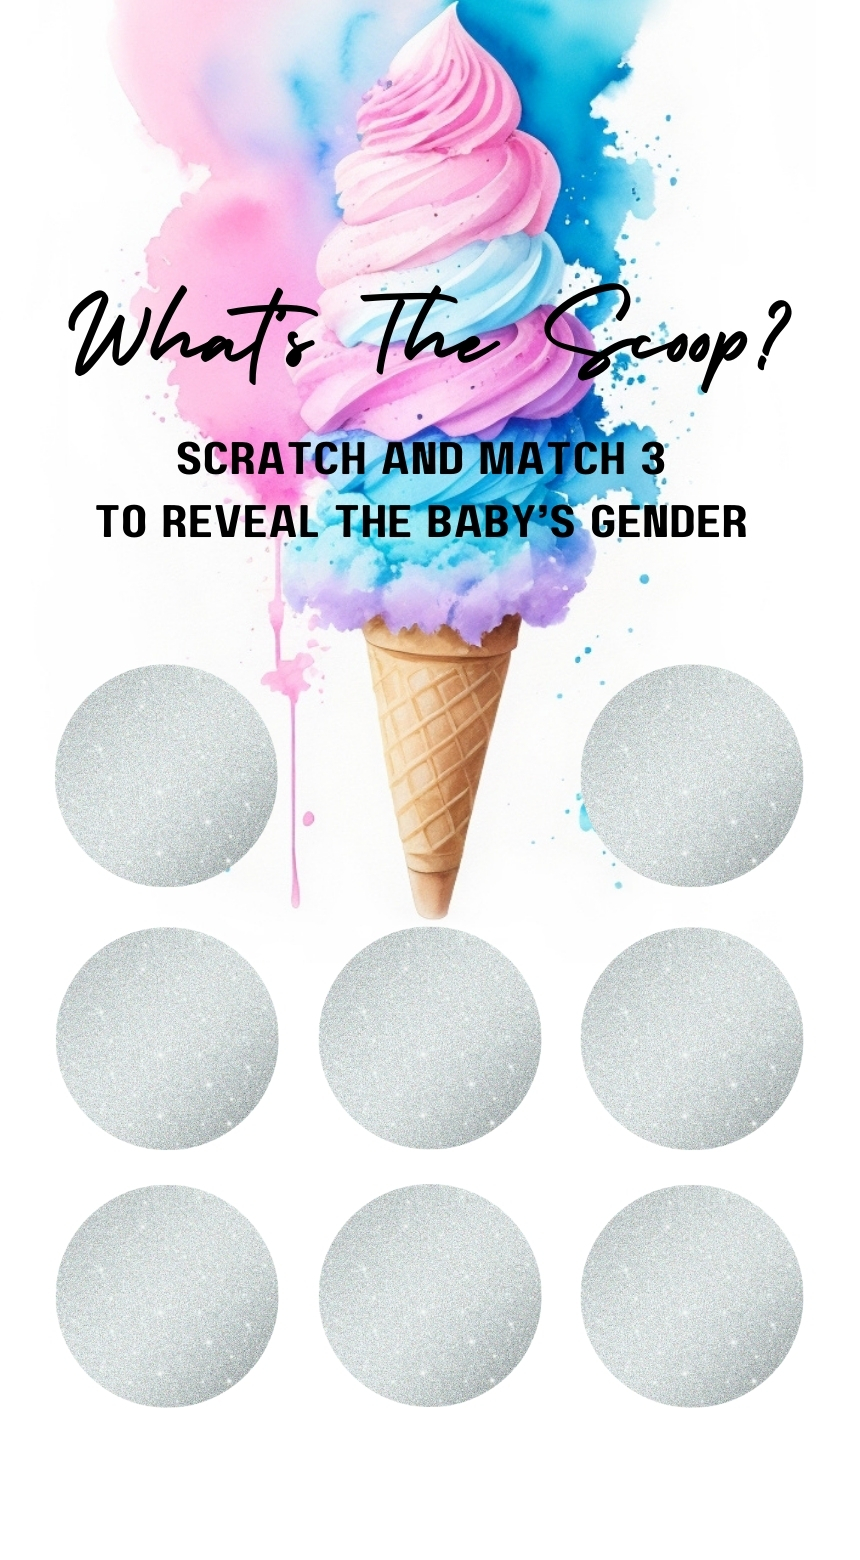 What's The Scoop?
SCRATCH AND MATCH 3
TO REVEAL THE BABY'S GENDER